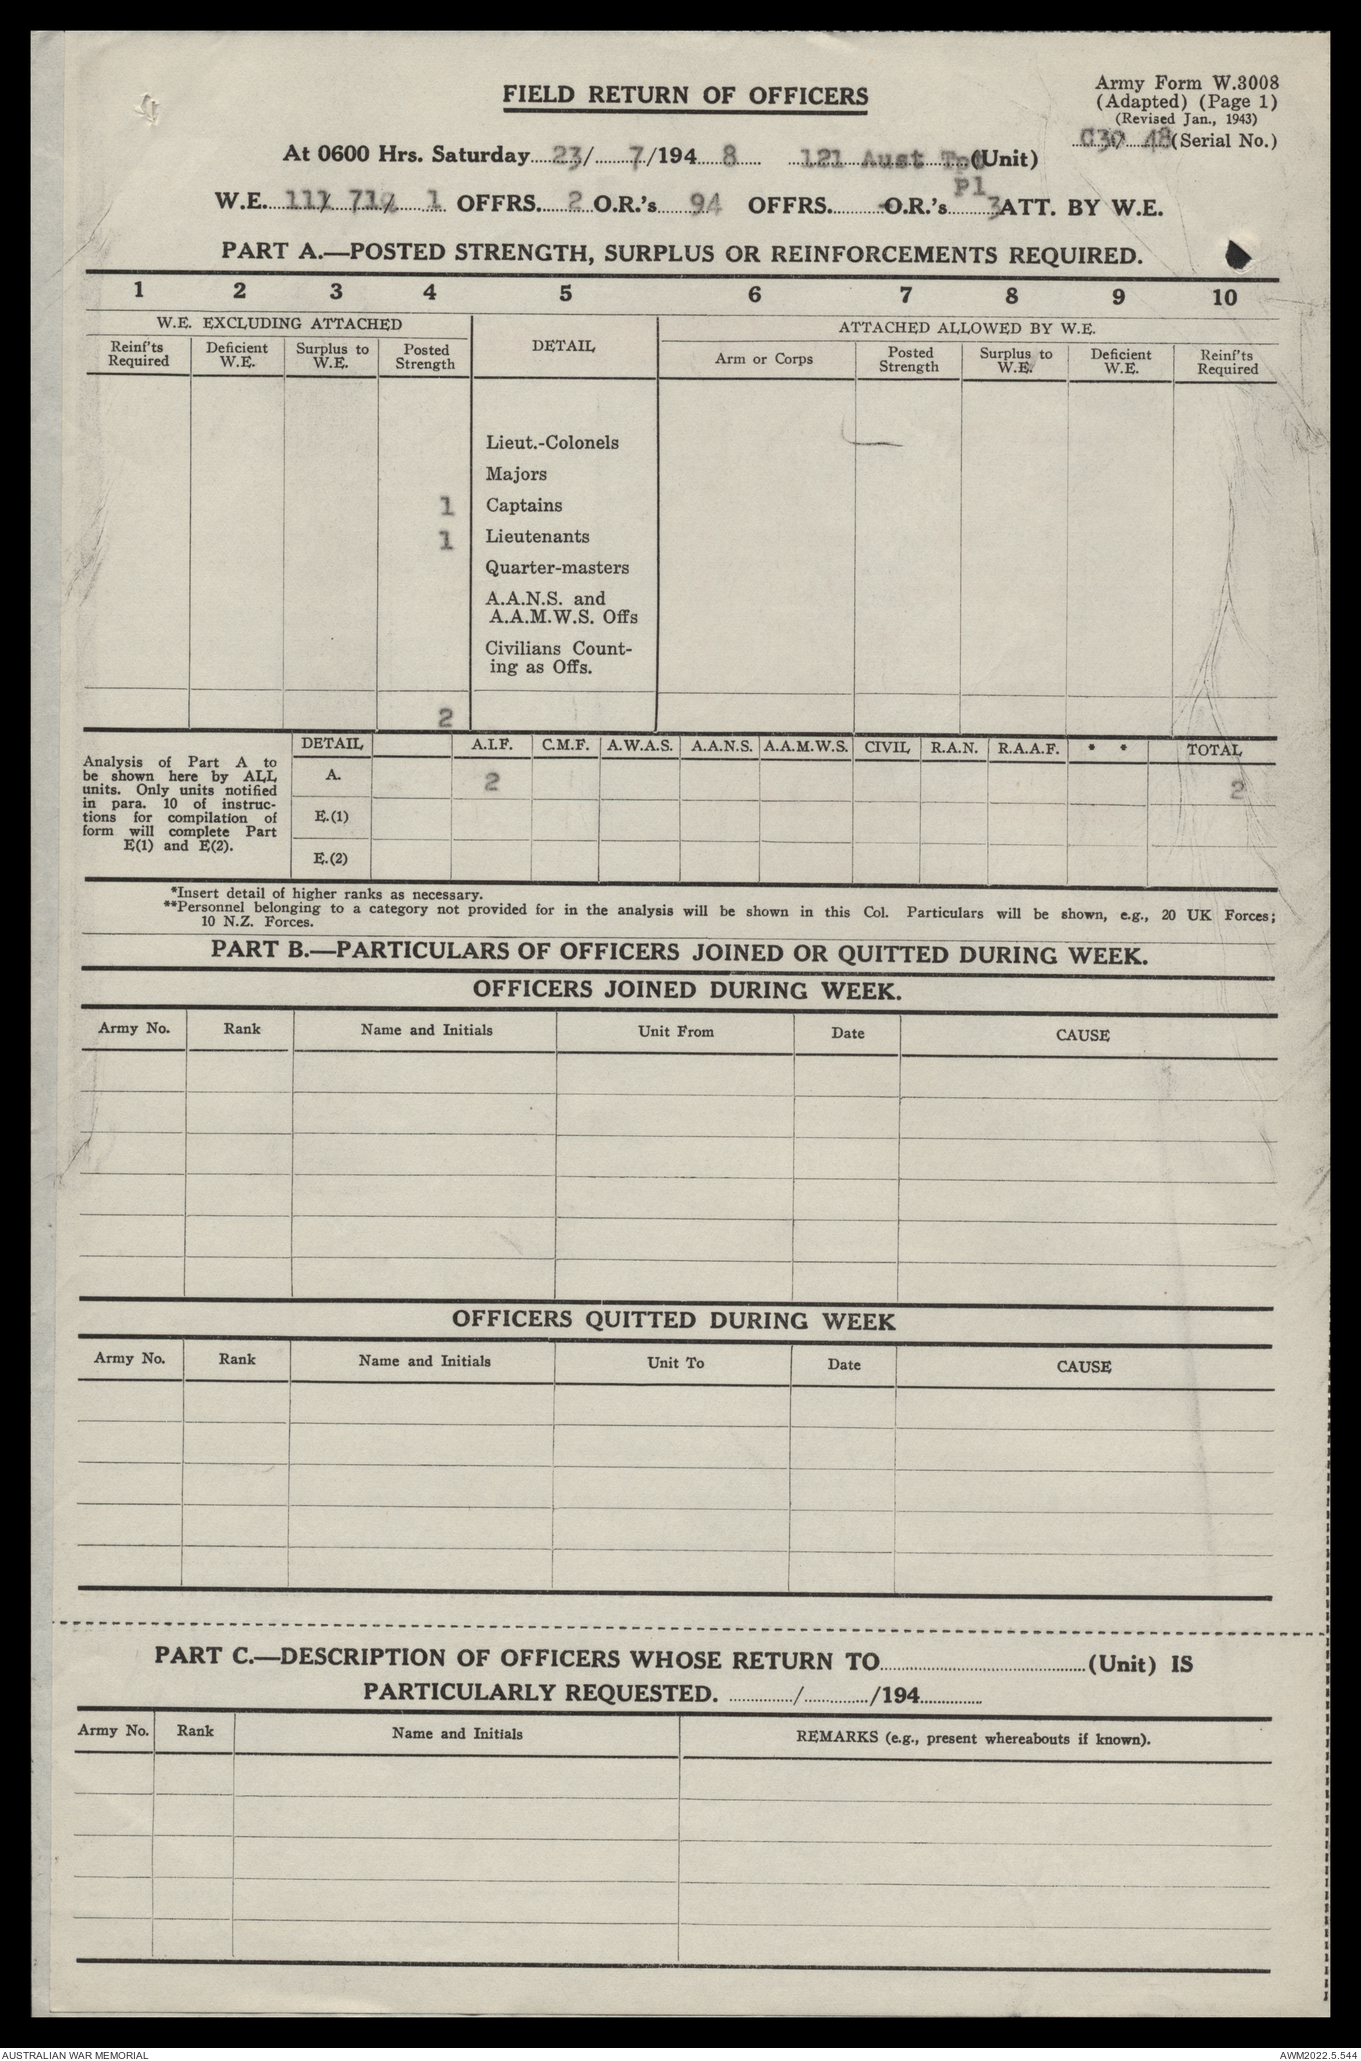 FIELD RETURN OF OFFICERS
Army Form W.3008
(Adapted) (Page 1)
(Revised Jan., 1943)
C30 48 (Serial No.)
At 0600 Hrs. Saturday 23/ 7/194 8 121 Aust Tpt (Unit)
Pl
W.E. 111/ 712/ 1 OFFRS. 2 O.R.'s 94 OFFRS. - O.R.'s 3 ATT. BY W.E.
PART A.—POSTED STRENGTH, SURPLUS OR REINFORCEMENTS REQUIRED.
1 2 3 4 5 6 7 8 9 10
W.E. EXCLUDING ATTACHED DETAIL ATTACHED ALLOWED BY W.E.
Reinf'ts Required Deficient W.E. Surplus to W.E. Posted Strength Arm or Corps Posted Strength Surplus to W.E. Deficient W.E. Reinf'ts Required
Lieut.-Colonels
Majors
1 Captains
1 Lieutenants
Quarter-masters
A.A.N.S. and
A.A.M.W.S. Offs
Civilians Count-
ing as Offs.
2
DETAIL A.I.F. C.M.F. A.W.A.S. A.A.N.S. A.A.M.W.S. CIVIL R.A.N. R.A.A.F. * * TOTAL
Analysis of Part A to
be shown here by ALL
units. Only units notified
in para. 10 of instruc-
tions for compilation of
form will complete Part
E(1) and E(2).
A. 2 2
E.(1)
E.(2)
*Insert detail of higher ranks as necessary.
**Personnel belonging to a category not provided for in the analysis will be shown in this Col. Particulars will be shown, e.g., 20 UK Forces;
10 N.Z. Forces.
PART B.—PARTICULARS OF OFFICERS JOINED OR QUITTED DURING WEEK.
OFFICERS JOINED DURING WEEK.
Army No. Rank Name and Initials Unit From Date CAUSE
OFFICERS QUITTED DURING WEEK
Army No. Rank Name and Initials Unit To Date CAUSE
PART C.—DESCRIPTION OF OFFICERS WHOSE RETURN TO (Unit) IS
PARTICULARLY REQUESTED. / /194
Army No. Rank Name and Initials REMARKS (e.g., present whereabouts if known).
AUSTRALIAN WAR MEMORIAL AWM2022.5.544